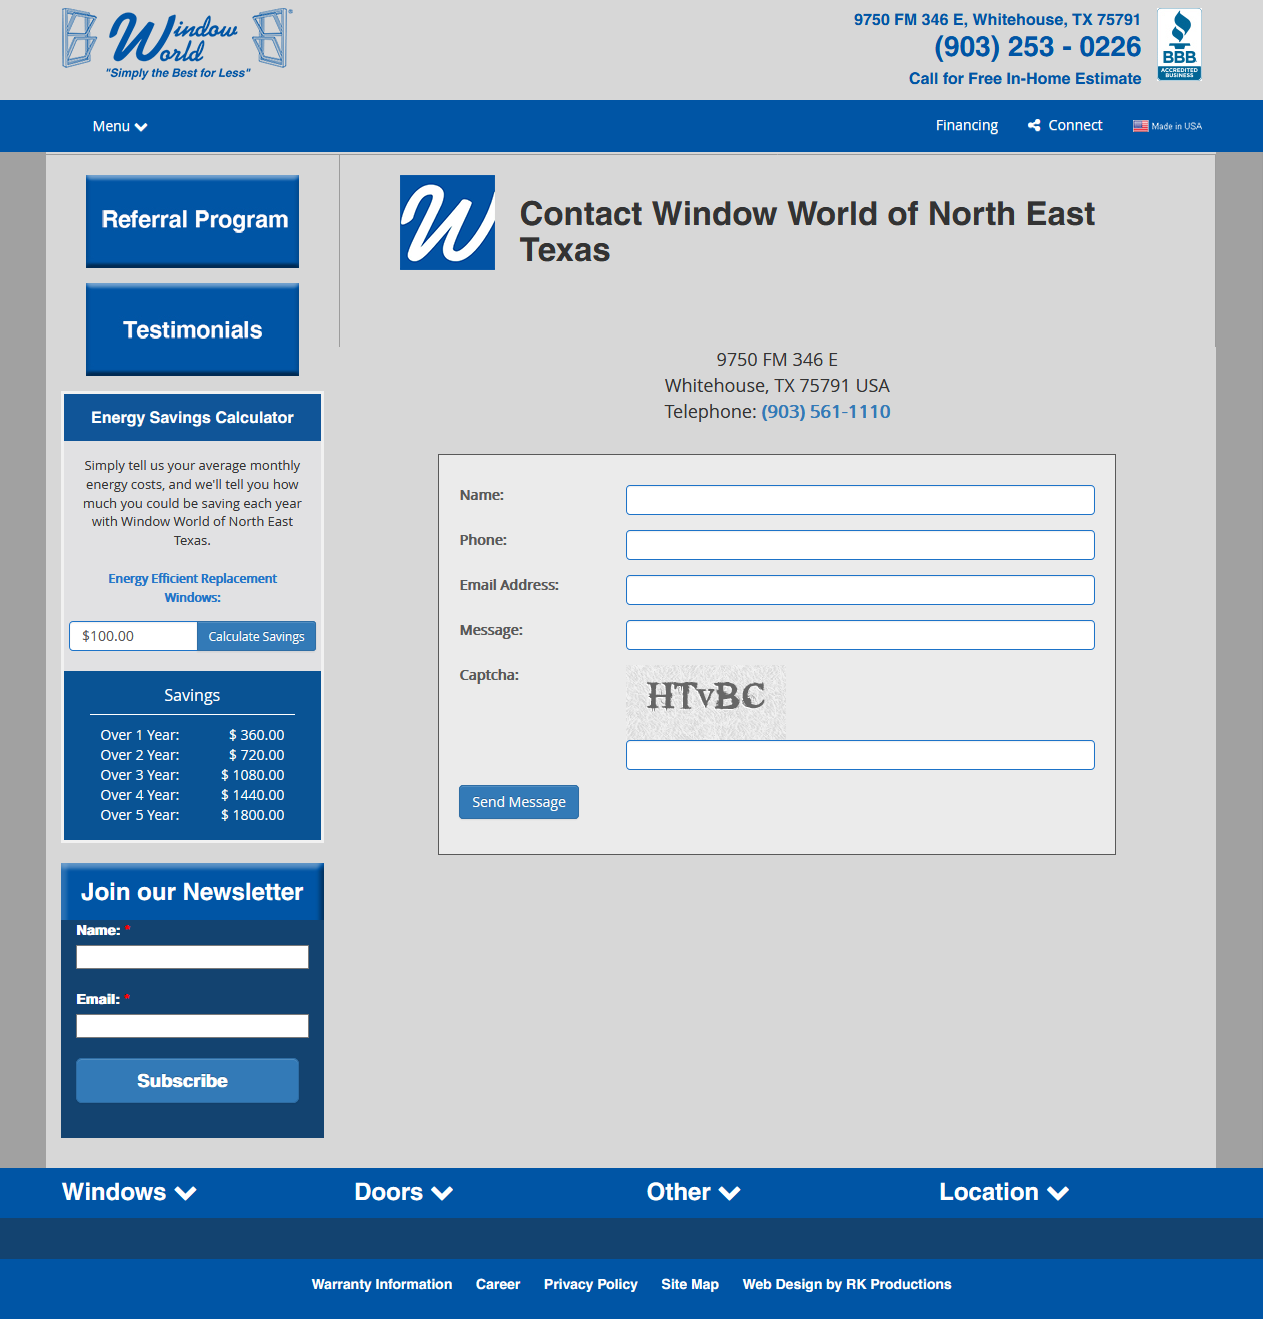 Window World
"Simply the Best for Less"
9750 FM 346 E, Whitehouse, TX 75791
(903) 253 - 0226
Call for Free In-Home Estimate
BBB
ACCREDITED
BUSINESS
Menu
Financing
Connect
Made in USA
Referral Program
Testimonials
Energy Savings Calculator
Simply tell us your average monthly
energy costs, and we'll tell you how
much you could be saving each year
with Window World of North East
Texas.
Energy Efficient Replacement
Windows:
$100.00 Calculate Savings
Savings
Over 1 Year: $ 360.00
Over 2 Year: $ 720.00
Over 3 Year: $ 1080.00
Over 4 Year: $ 1440.00
Over 5 Year: $ 1800.00
Join our Newsletter
Name: *
Email: *
Subscribe
W
Contact Window World of North East
Texas
9750 FM 346 E
Whitehouse, TX 75791 USA
Telephone: (903) 561-1110
Name:
Phone:
Email Address:
Message:
Captcha:
HTvBC
Send Message
Windows
Doors
Other
Location
Warranty Information Career Privacy Policy Site Map Web Design by RK Productions